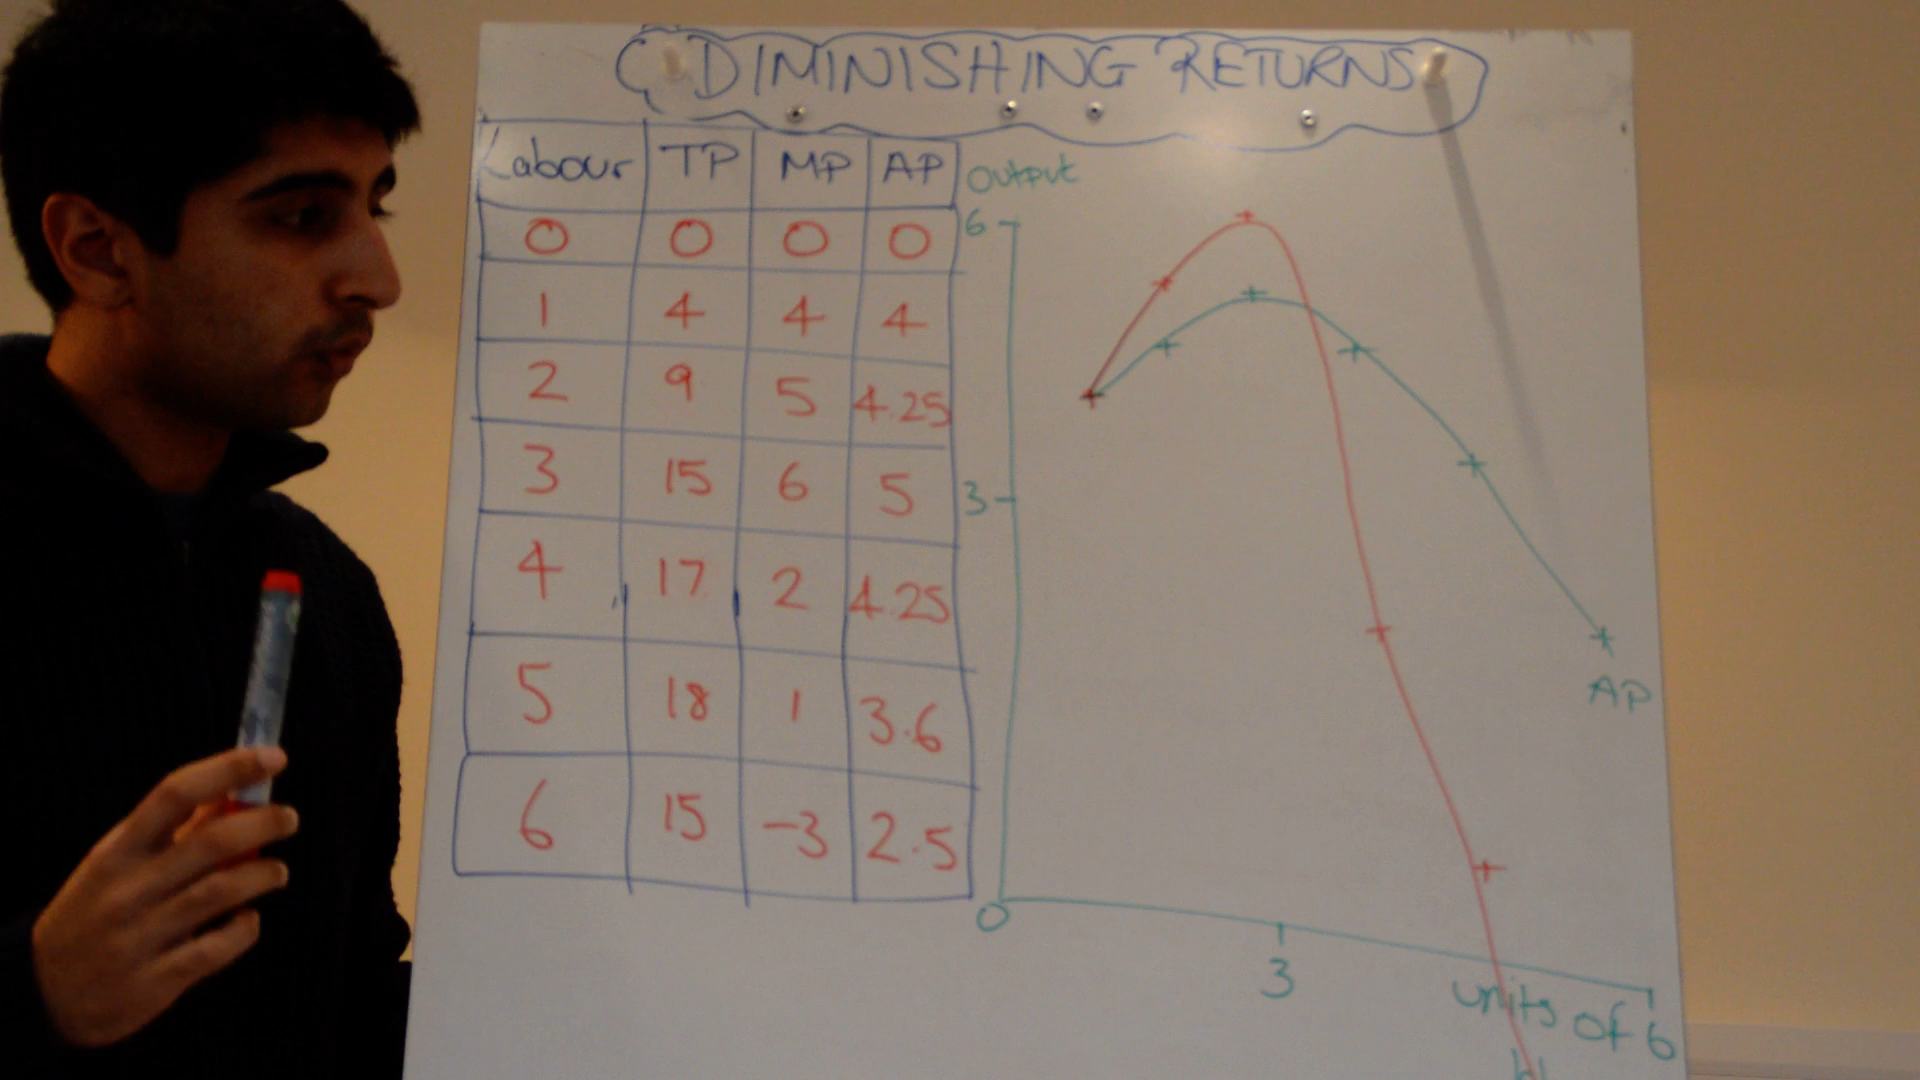 DIMINISHING RETURNS
Labour TP MP AP
0 0 0 0
1 4 4 4
2 9 5 4.25
3 15 6 5
4 17 2 4.25
5 18 1 3.6
6 15 -3 2.5
Output
6
3
0
3
6
units of
AP